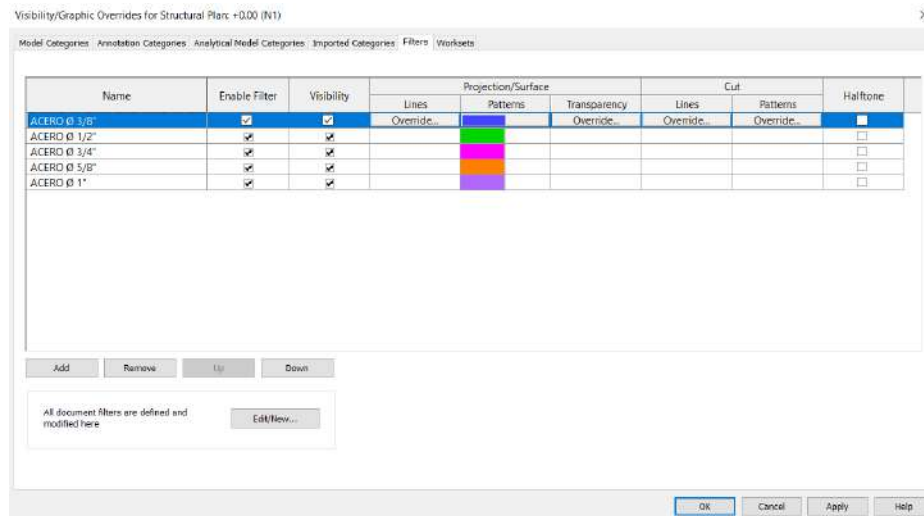 Visibility/Graphic Overrides for Structural Plan: +0.00 (N1)
Model Categories Annotation Categories Analytical Model Categories Imported Categories Filters Worksets
Name Enable Filter Visibility Projection/Surface Cut Halftone
Lines Patterns Transparency Lines Patterns
ACERO Ø 3/8" Override... Override... Override... Override...
ACERO Ø 1/2"
ACERO Ø 3/4"
ACERO Ø 5/8"
ACERO Ø 1"
Add Remove Up Down
All document filters are defined and
modified here
Edit/New...
OK Cancel Apply Help